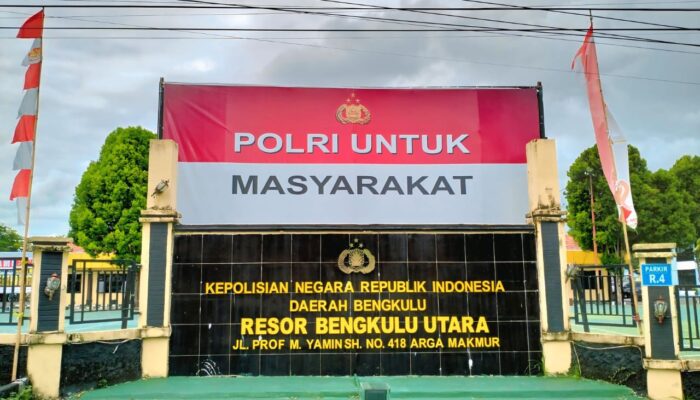 POLRI UNTUK
MASYARAKAT
KEPOLISIAN NEGARA REPUBLIK INDONESIA
DAERAH BENGKULU
RESOR BENGKULU UTARA
JL. PROF M. YAMIN SH. NO. 418 ARGA MAKMUR
PARKIR
R.4